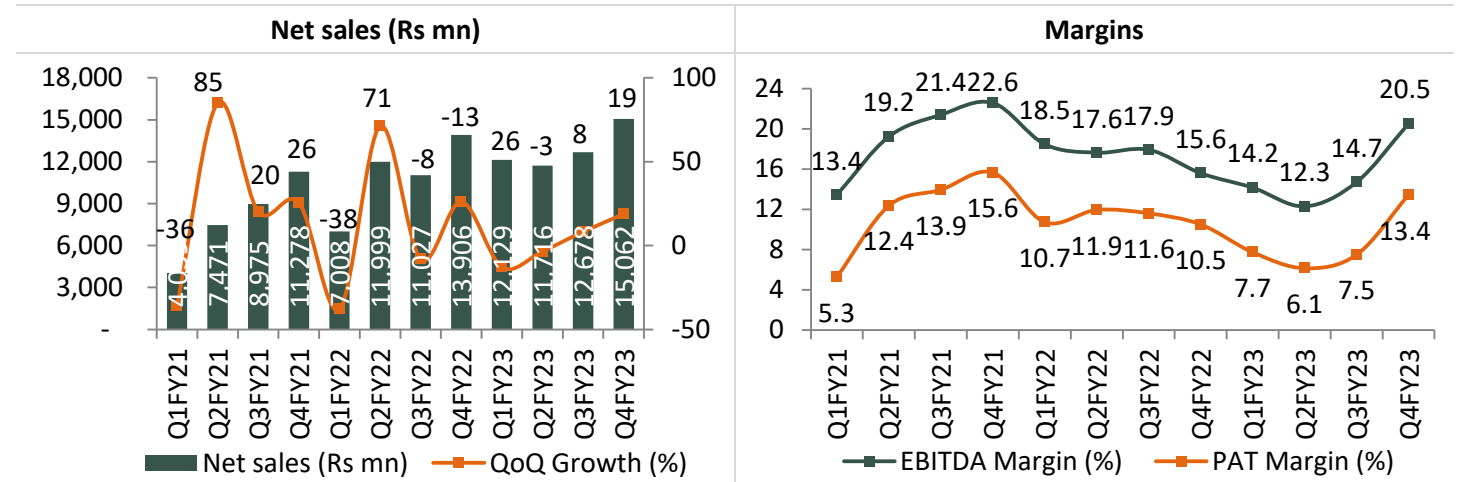 Net sales (Rs mn)
18,000
15,000
12,000
9,000
6,000
3,000
-
100
50
0
-50
-36
85
20
26
-38
71
-8
-13
26
-3
8
19
7,471
8,975
11,278
7,008
11,999
11,027
13,906
12,129
11,716
12,678
15,062
Q1FY21
Q2FY21
Q3FY21
Q4FY21
Q1FY22
Q2FY22
Q3FY22
Q4FY22
Q1FY23
Q2FY23
Q3FY23
Q4FY23
Net sales (Rs mn)
QoQ Growth (%)
Margins
24
20
16
12
8
4
0
13.4
19.2
21.4
22.6
18.5
17.6
17.9
15.6
14.2
12.3
14.7
20.5
5.3
12.4
13.9
15.6
10.7
11.9
11.6
10.5
7.7
6.1
7.5
13.4
Q1FY21
Q2FY21
Q3FY21
Q4FY21
Q1FY22
Q2FY22
Q3FY22
Q4FY22
Q1FY23
Q2FY23
Q3FY23
Q4FY23
EBITDA Margin (%)
PAT Margin (%)